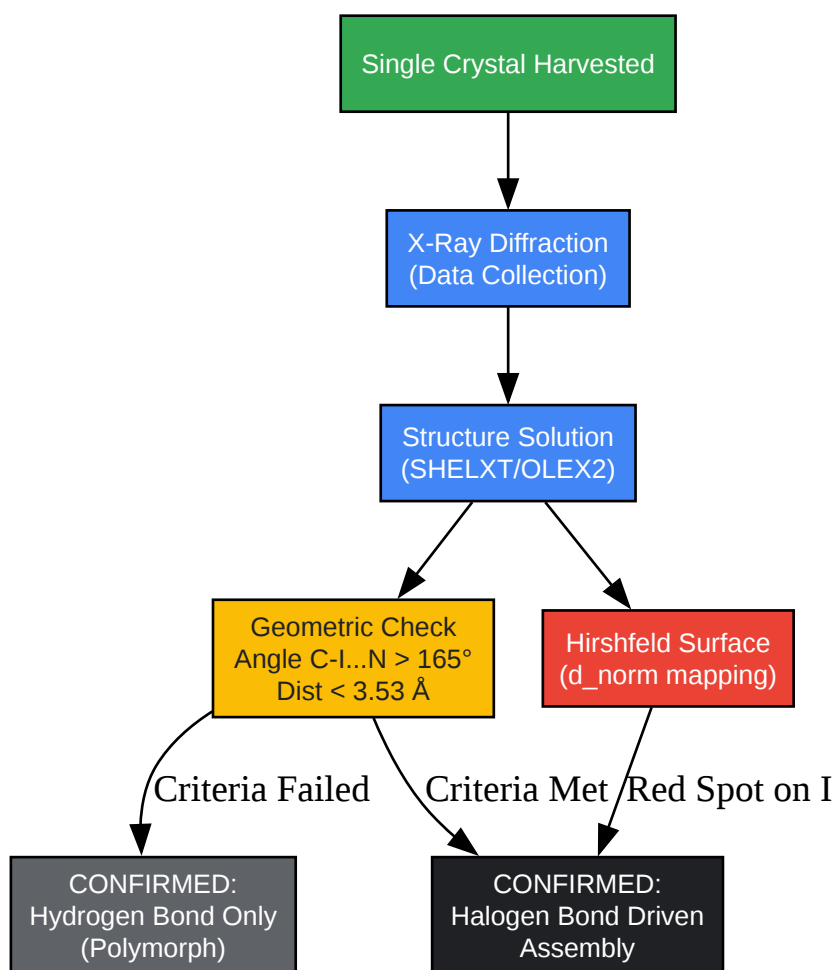 Single Crystal Harvested
X-Ray Diffraction
(Data Collection)
Structure Solution
(SHELXT/OLEX2)
Geometric Check
Angle C-I...N > 165°
Dist < 3.53 Å
Hirshfeld Surface
(d_norm mapping)
Criteria Failed
Criteria Met
Red Spot on I
CONFIRMED:
Hydrogen Bond Only
(Polymorph)
CONFIRMED:
Halogen Bond Driven
Assembly